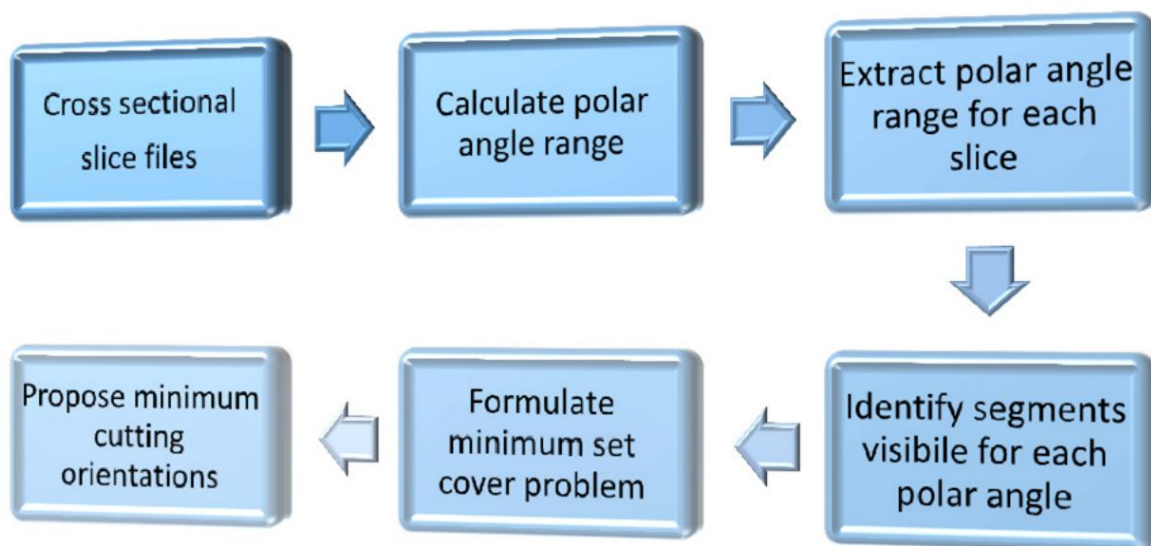 Cross sectional
slice files
Calculate polar
angle range
Extract polar angle
range for each
slice
Identify segments
visibile for each
polar angle
Formulate
minimum set
cover problem
Propose minimum
cutting
orientations